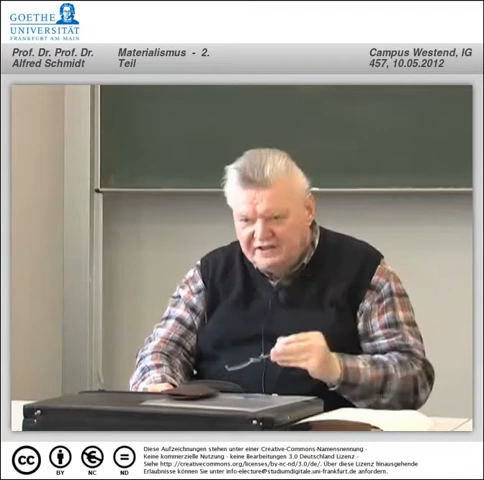 GOETHE
UNIVERSITÄT
FRANKFURT AM MAIN
Prof. Dr. Prof. Dr.
Alfred Schmidt
Materialismus - 2.
Teil
Campus Westend, IG
457, 10.05.2012
cc
BY
NC
ND
Diese Aufzeichnungen stehen unter einer Creative-Commons-Namensnennung -
Keine kommerzielle Nutzung - keine Bearbeitungen 3.0 Deutschland Lizenz -
Siehe http://creativecommons.org/licenses/by-nc-nd/3.0/de/. Über diese Lizenz hinausgehende
Erlaubnisse können Sie unter info-electure@studiumdigitale.uni-frankfurt.de anfordern.